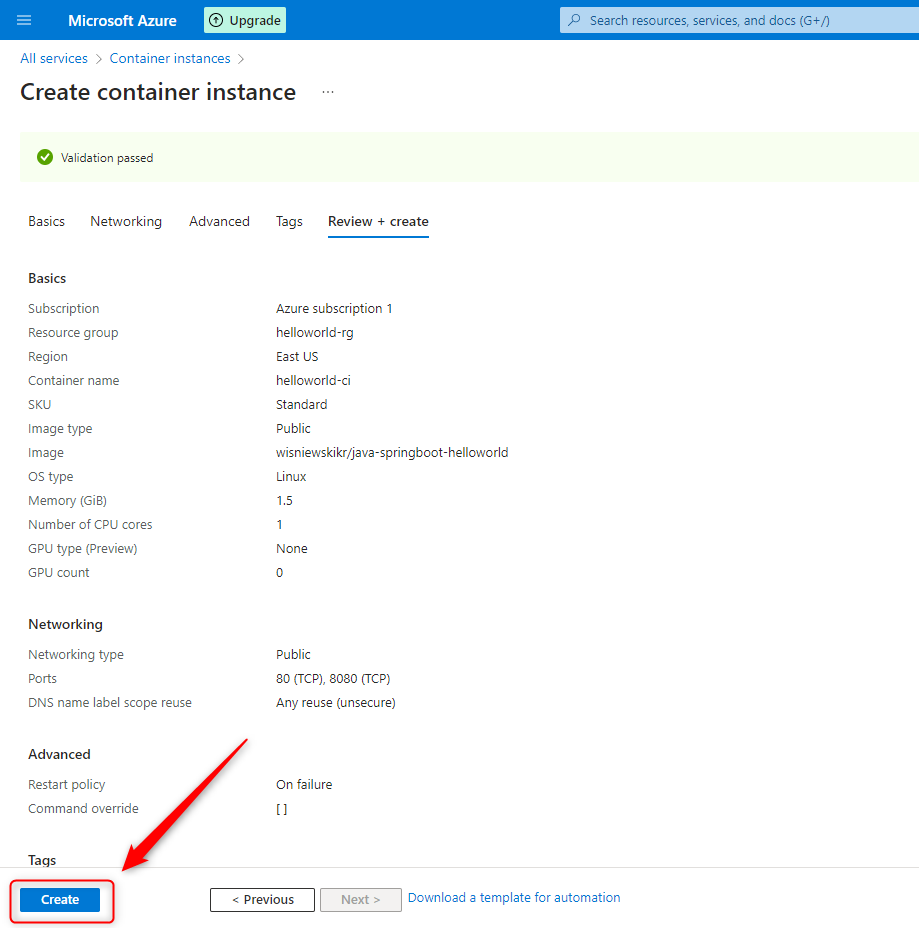 Microsoft Azure Upgrade Search resources, services, and docs (G+/)
All services > Container instances >
Create container instance ...
Validation passed
Basics Networking Advanced Tags Review + create
Basics
Subscription Azure subscription 1
Resource group helloworld-rg
Region East US
Container name helloworld-ci
SKU Standard
Image type Public
Image wisniewskikr/java-springboot-helloworld
OS type Linux
Memory (GiB) 1.5
Number of CPU cores 1
GPU type (Preview) None
GPU count 0
Networking
Networking type Public
Ports 80 (TCP), 8080 (TCP)
DNS name label scope reuse Any reuse (unsecure)
Advanced
Restart policy On failure
Command override [ ]
Tags
Create < Previous Next > Download a template for automation